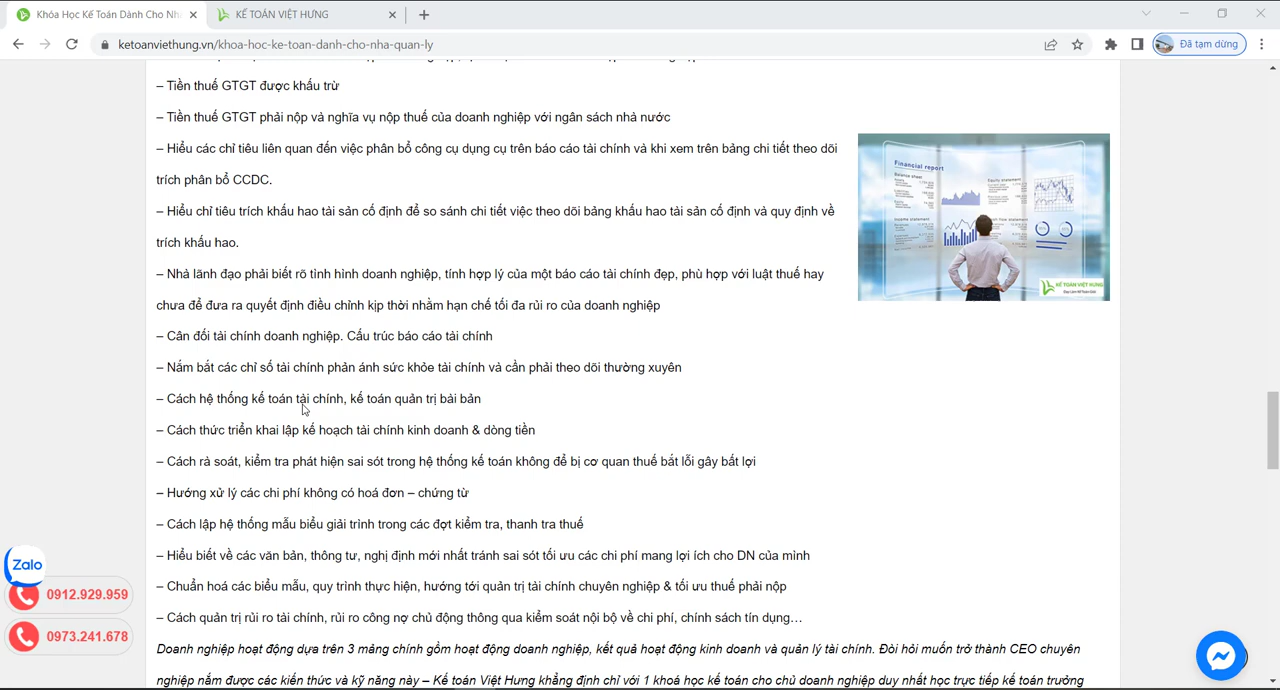 Khóa Học Kế Toán Dành Cho Nhà
KẾ TOÁN VIỆT HƯNG
ketoanviethung.vn/khoa-hoc-ke-toan-danh-cho-nha-quan-ly
Đã tạm dừng
– Tiền thuế GTGT được khấu trừ
– Tiền thuế GTGT phải nộp và nghĩa vụ nộp thuế của doanh nghiệp với ngân sách nhà nước
– Hiểu các chỉ tiêu liên quan đến việc phân bổ công cụ dụng cụ trên báo cáo tài chính và khi xem trên bảng chi tiết theo dõi
trích phân bổ CCDC.
– Hiểu chỉ tiêu trích khấu hao tài sản cố định để so sánh chi tiết việc theo dõi bảng khấu hao tài sản cố định và quy định về
trích khấu hao.
– Nhà lãnh đạo phải biết rõ tình hình doanh nghiệp, tính hợp lý của một báo cáo tài chính đẹp, phù hợp với luật thuế hay
chưa để đưa ra quyết định điều chỉnh kịp thời nhằm hạn chế tối đa rủi ro của doanh nghiệp
– Cân đối tài chính doanh nghiệp. Cấu trúc báo cáo tài chính
– Nắm bắt các chỉ số tài chính phản ánh sức khỏe tài chính và cần phải theo dõi thường xuyên
– Cách hệ thống kế toán tài chính, kế toán quản trị bài bản
– Cách thức triển khai lập kế hoạch tài chính kinh doanh & dòng tiền
– Cách rà soát, kiểm tra phát hiện sai sót trong hệ thống kế toán không để bị cơ quan thuế bắt lỗi gây bất lợi
– Hướng xử lý các chi phí không có hoá đơn – chứng từ
– Cách lập hệ thống mẫu biểu giải trình trong các đợt kiểm tra, thanh tra thuế
– Hiểu biết về các văn bản, thông tư, nghị định mới nhất tránh sai sót tối ưu các chi phí mang lợi ích cho DN của mình
– Chuẩn hoá các biểu mẫu, quy trình thực hiện, hướng tới quản trị tài chính chuyên nghiệp & tối ưu thuế phải nộp
– Cách quản trị rủi ro tài chính, rủi ro công nợ chủ động thông qua kiểm soát nội bộ về chi phí, chính sách tín dụng…
Doanh nghiệp hoạt động dựa trên 3 mảng chính gồm hoạt động doanh nghiệp, kết quả hoạt động kinh doanh và quản lý tài chính. Đòi hỏi muốn trở thành CEO chuyên
nghiệp nắm được các kiến thức và kỹ năng này – Kế toán Việt Hưng khẳng định chỉ với 1 khoá học kế toán cho chủ doanh nghiệp duy nhất học trực tiếp kế toán trưởng
Financial report
Balance sheet
Equity statement
Income statement
KẾ TOÁN VIỆT HƯNG
Zalo
0912.929.959
0973.241.678